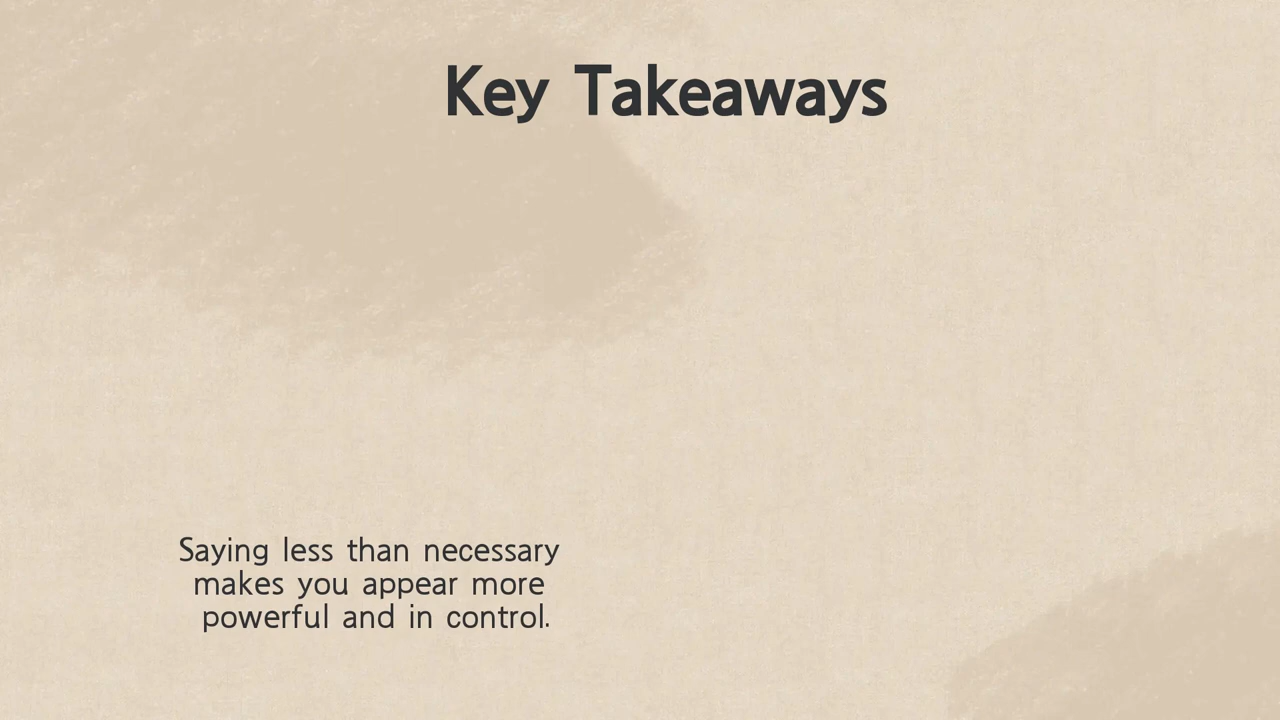 Key Takeaways
Saying less than necessary
makes you appear more
powerful and in control.